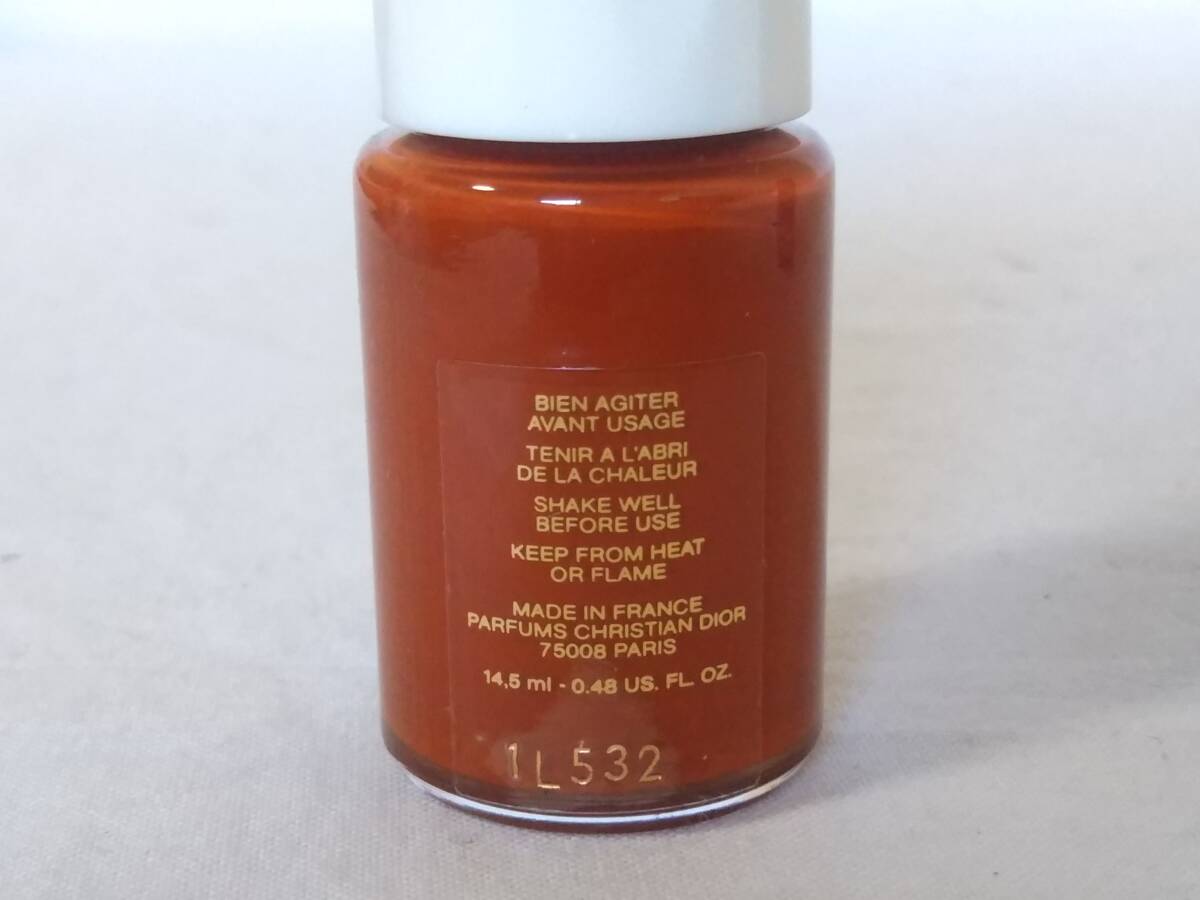 BIEN AGITER
AVANT USAGE
TENIR A L'ABRI
DE LA CHALEUR
SHAKE WELL
BEFORE USE
KEEP FROM HEAT
OR FLAME
MADE IN FRANCE
PARFUMS CHRISTIAN DIOR
75008 PARIS
14,5 ml - 0.48 US. FL. OZ.
1L532